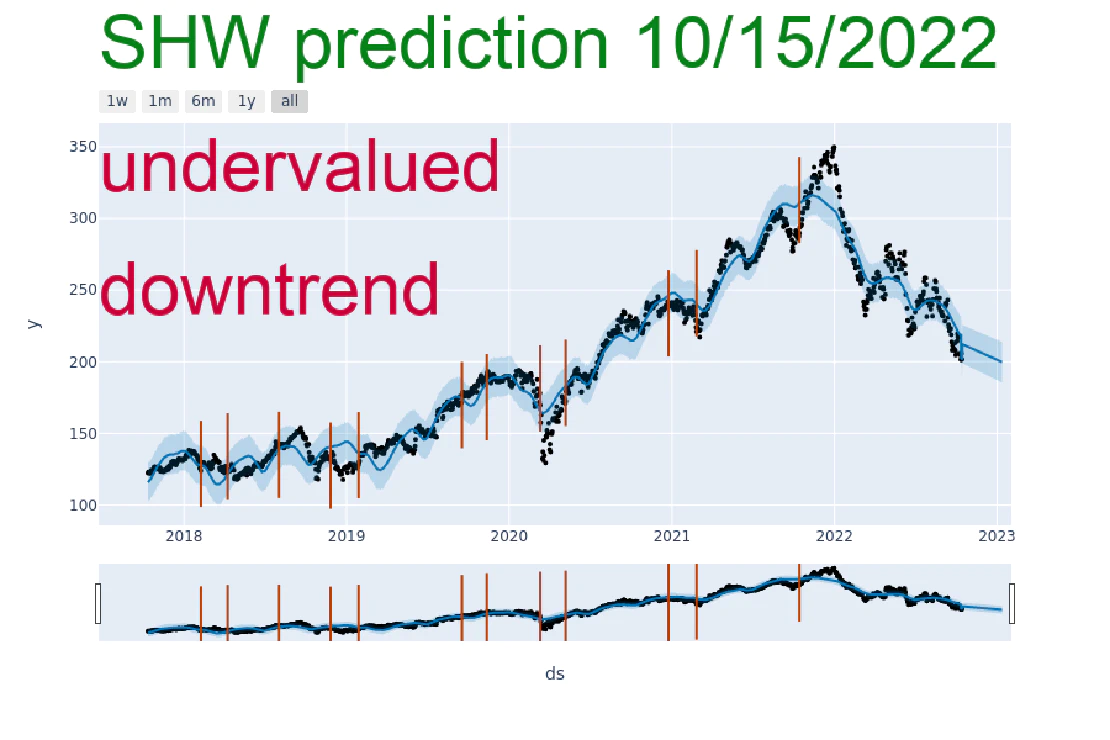 SHW prediction 10/15/2022
1w 1m 6m 1y all
350
undervalued
300
250
downtrend
200
150
100
y
2018 2019 2020 2021 2022 2023
ds